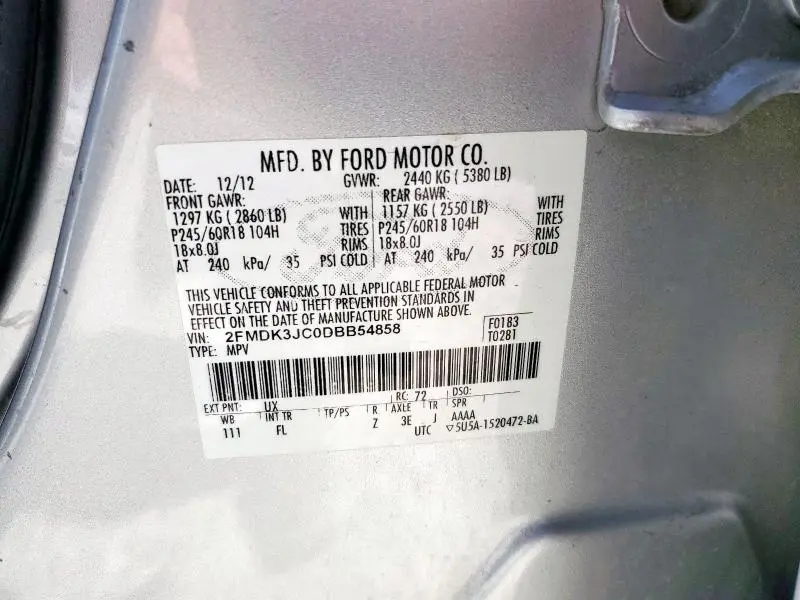 MFD. BY FORD MOTOR CO.
DATE: 12/12 GVWR: 2440 KG ( 5380 LB)
FRONT GAWR: REAR GAWR:
1297 KG ( 2860 LB) WITH 1157 KG ( 2550 LB) WITH
P245/60R18 104H TIRES P245/60R18 104H TIRES
18x8.0J RIMS 18x8.0J RIMS
AT 240 kPa/ 35 PSI COLD AT 240 kPa/ 35 PSI COLD
THIS VEHICLE CONFORMS TO ALL APPLICABLE FEDERAL MOTOR
VEHICLE SAFETY AND THEFT PREVENTION STANDARDS IN
EFFECT ON THE DATE OF MANUFACTURE SHOWN ABOVE.
VIN: 2FMDK3JC0DBB54858 F0183
TYPE: MPV T0281
EXT PNT: UX RC: 72 DSO:
WB INT TR TP/PS R AXLE TR SPR
111 FL Z 3E J AAAA
UTC ▽5U5A-1520472-BA